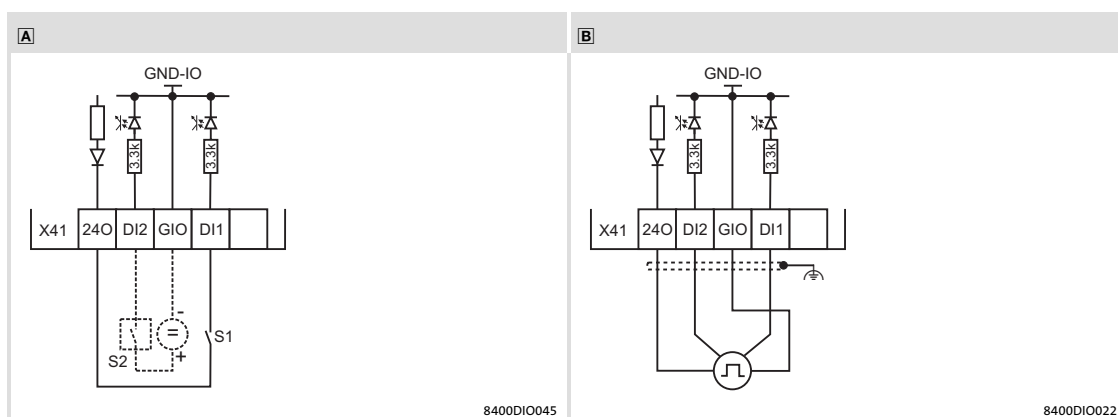 A
B
GND-IO
3.3k
3.3k
X41
24O
DI2
GIO
DI1
-
=
+
S2
S1
8400DIO045
GND-IO
3.3k
3.3k
X41
24O
DI2
GIO
DI1
8400DIO022